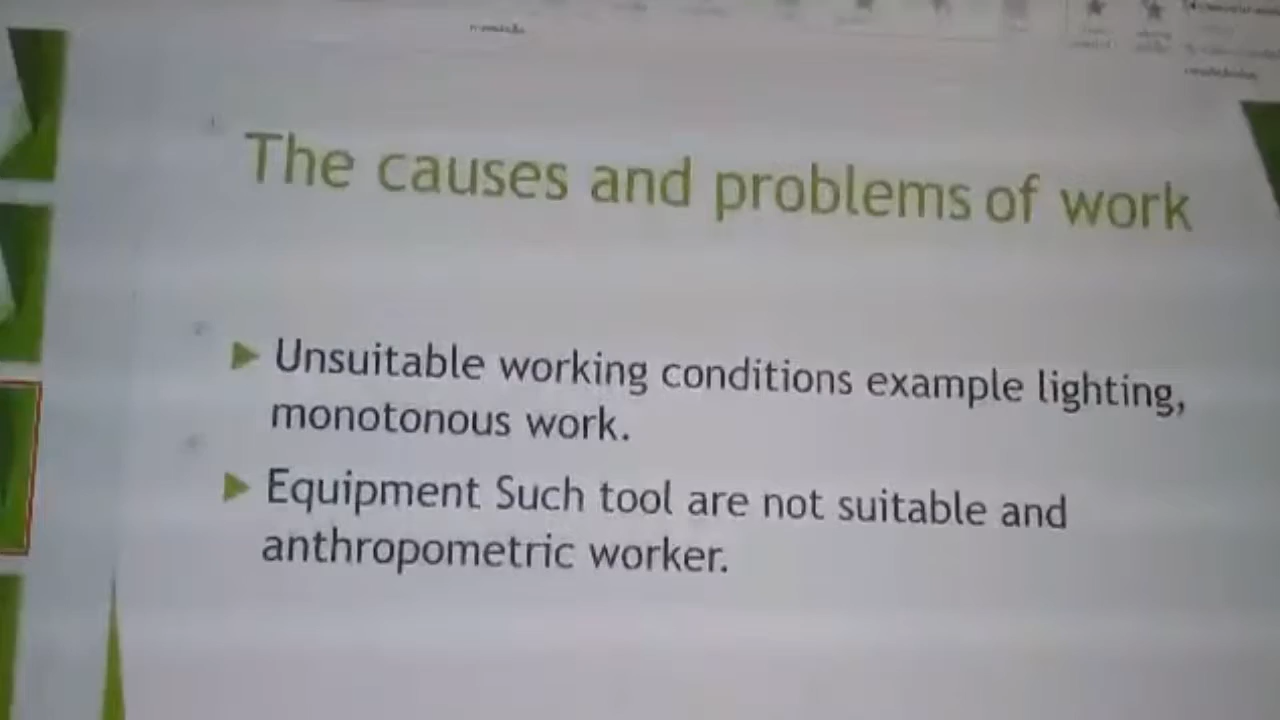 The causes and problems of work
Unsuitable working conditions example lighting,
monotonous work.
Equipment Such tool are not suitable and
anthropometric worker.